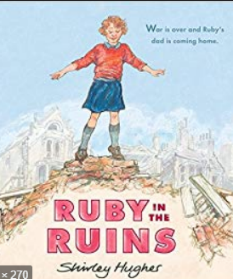 War is over and Ruby's
dad is coming home.
RUBY IN THE
RUINS
Shirley Hughes
× 270